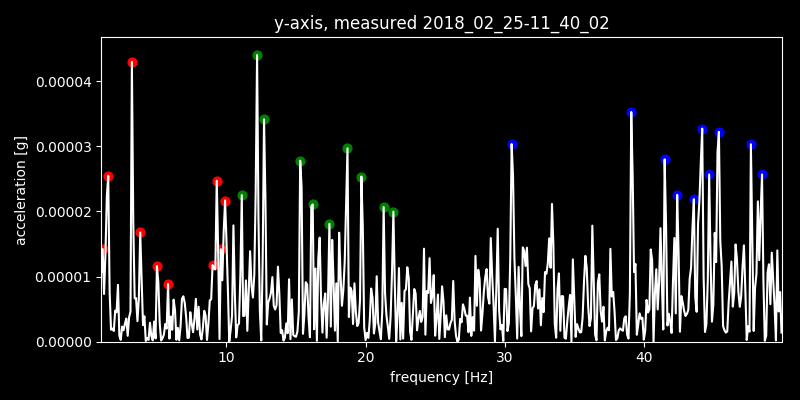 y-axis, measured 2018_02_25-11_40_02
acceleration [g]
0.00004
0.00003
0.00002
0.00001
0.00000
10 20 30 40
frequency [Hz]